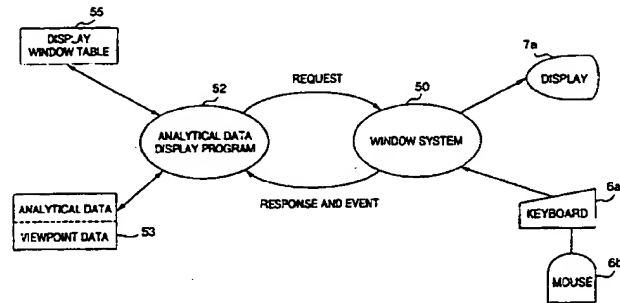 55
DISPLAY
WINDOW TABLE
7a
DISPLAY
52
REQUEST
50
ANALYTICAL DATA
DISPLAY PROGRAM
WINDOW SYSTEM
RESPONSE AND EVENT
ANALYTICAL DATA
VIEWPOINT DATA
53
6a
KEYBOARD
6b
MOUSE